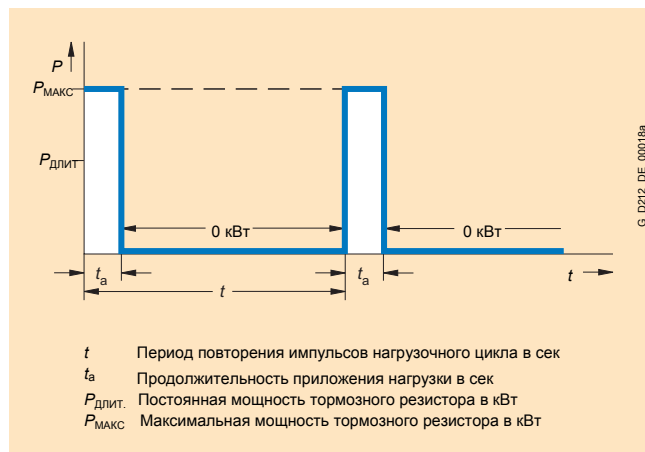 P
PМАКС
PДЛИТ
0 кВт
0 кВт
ta
ta
t
t
t Период повторения импульсов нагрузочного цикла в сек
ta Продолжительность приложения нагрузки в сек
PДЛИТ. Постоянная мощность тормозного резистора в кВт
PМАКС Максимальная мощность тормозного резистора в кВт
G_D212_DE_00018a